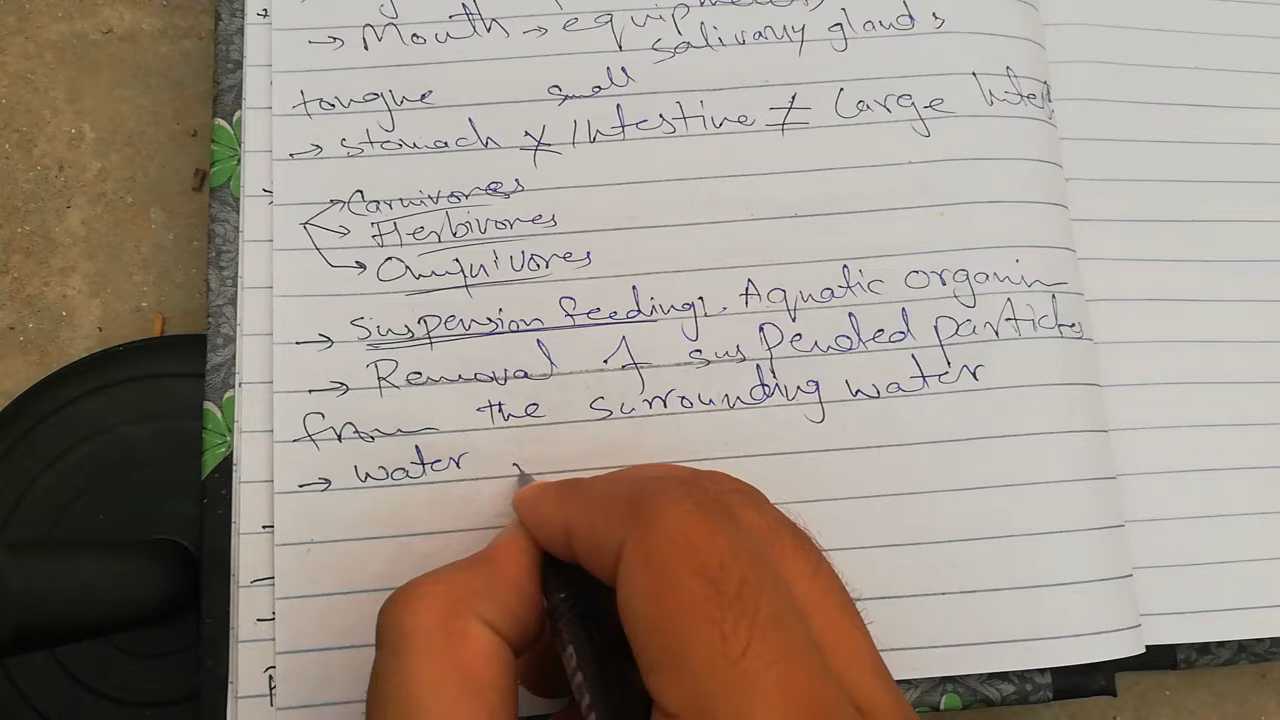 → Mouth → equipments
salivary glands
tongue small
→ stomach ≠ Intestine ≠ Large Inte
→ Carnivores
→ Herbivores
→ Omnivores
→ Suspension feeding. Aquatic organim
→ Removal of suspended particles
from the surrounding water
→ water